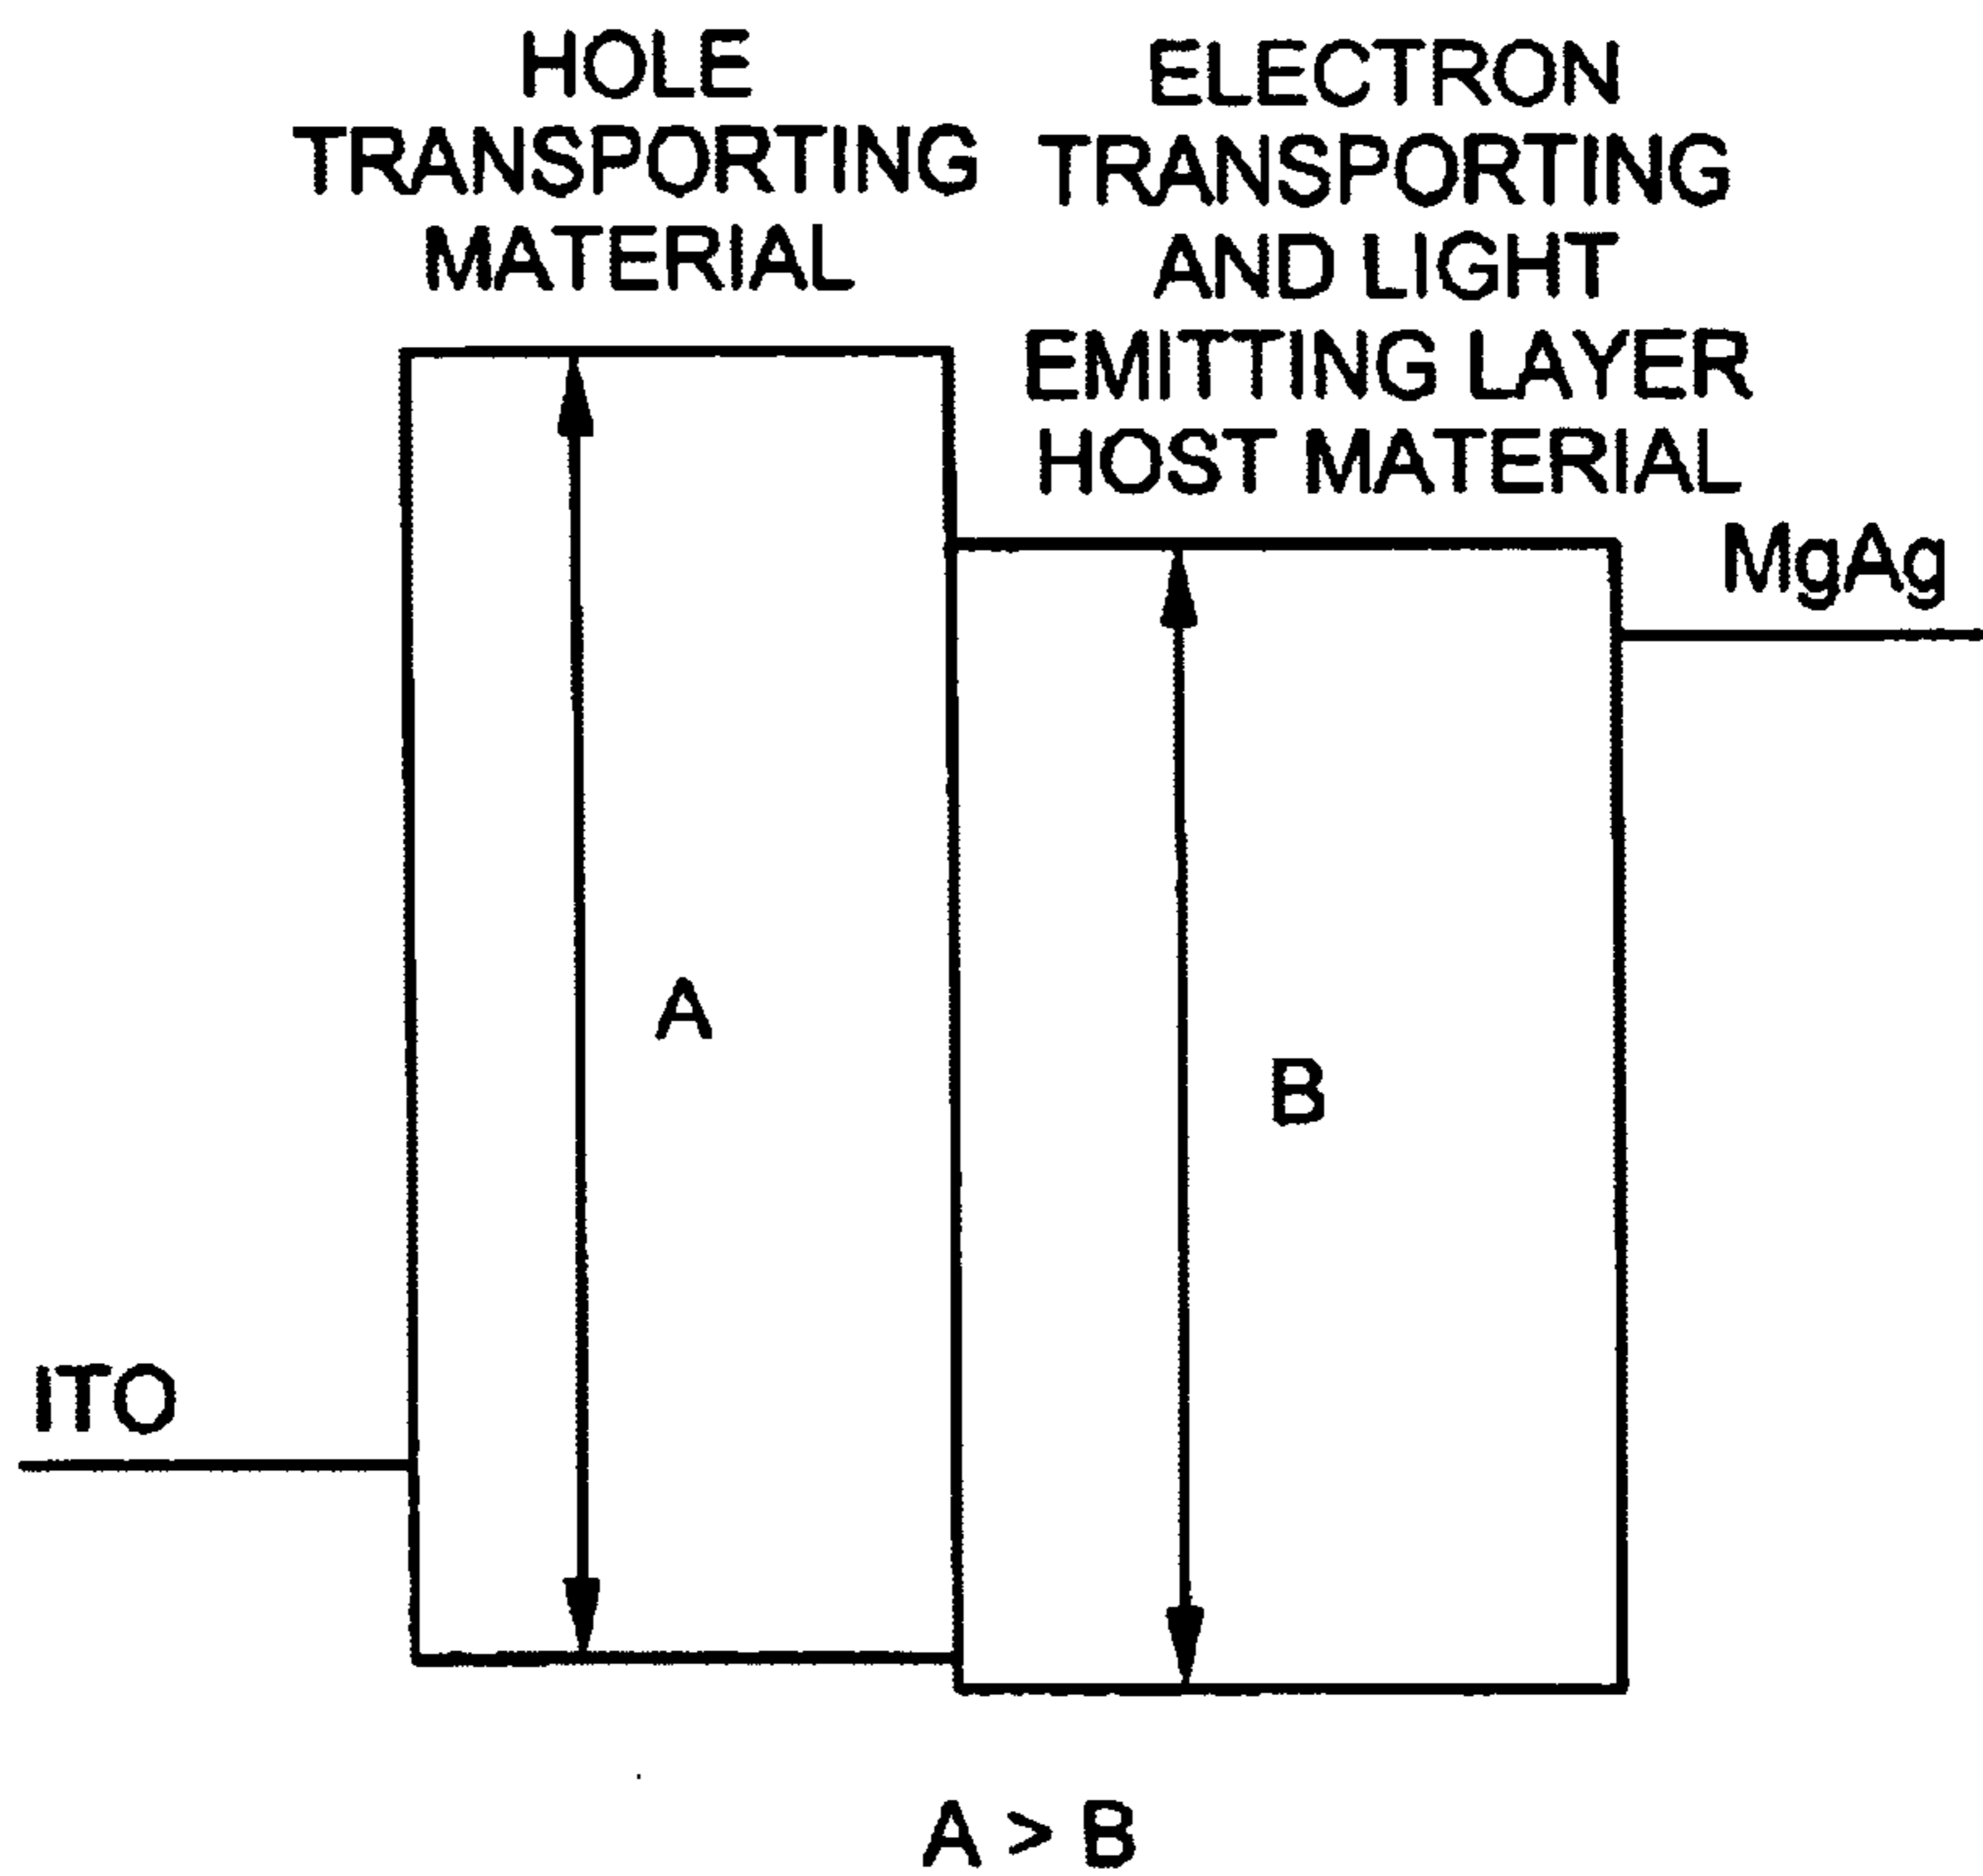 HOLE
TRANSPORTING
MATERIAL
ELECTRON
TRANSPORTING
AND LIGHT
EMITTING LAYER
HOST MATERIAL
MgAg
A
B
ITO
A > B